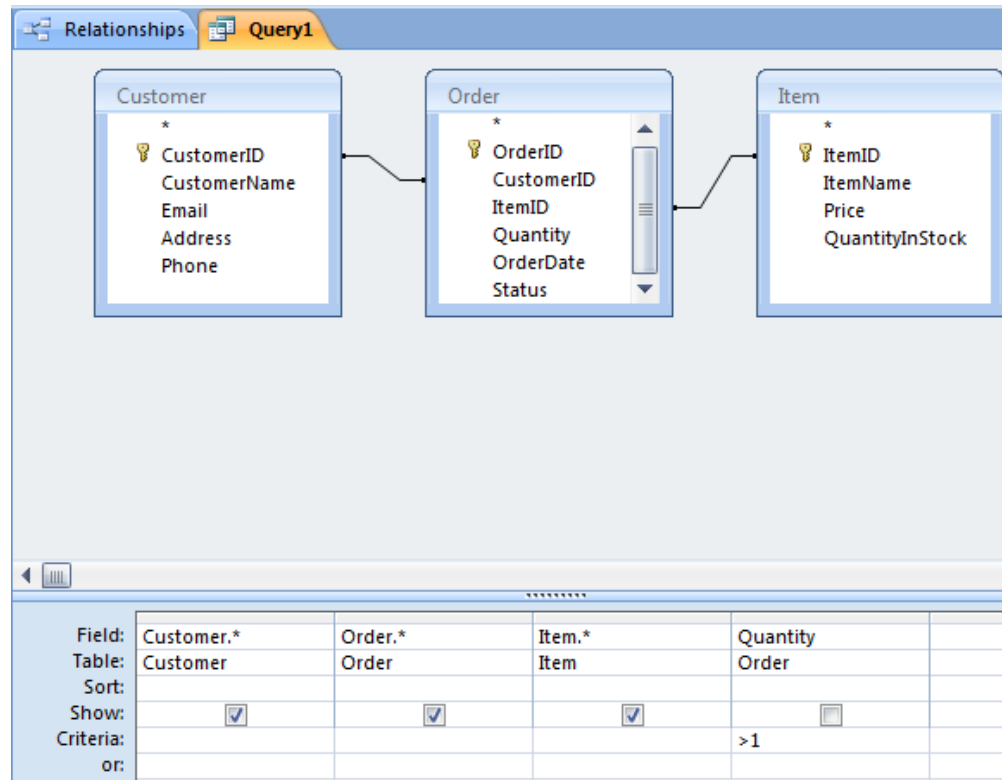 Relationships Query1
Customer
*
CustomerID
CustomerName
Email
Address
Phone
Order
*
OrderID
CustomerID
ItemID
Quantity
OrderDate
Status
Item
*
ItemID
ItemName
Price
QuantityInStock
Field: Customer.* Order.* Item.* Quantity
Table: Customer Order Item Order
Sort:
Show:
Criteria: >1
or: